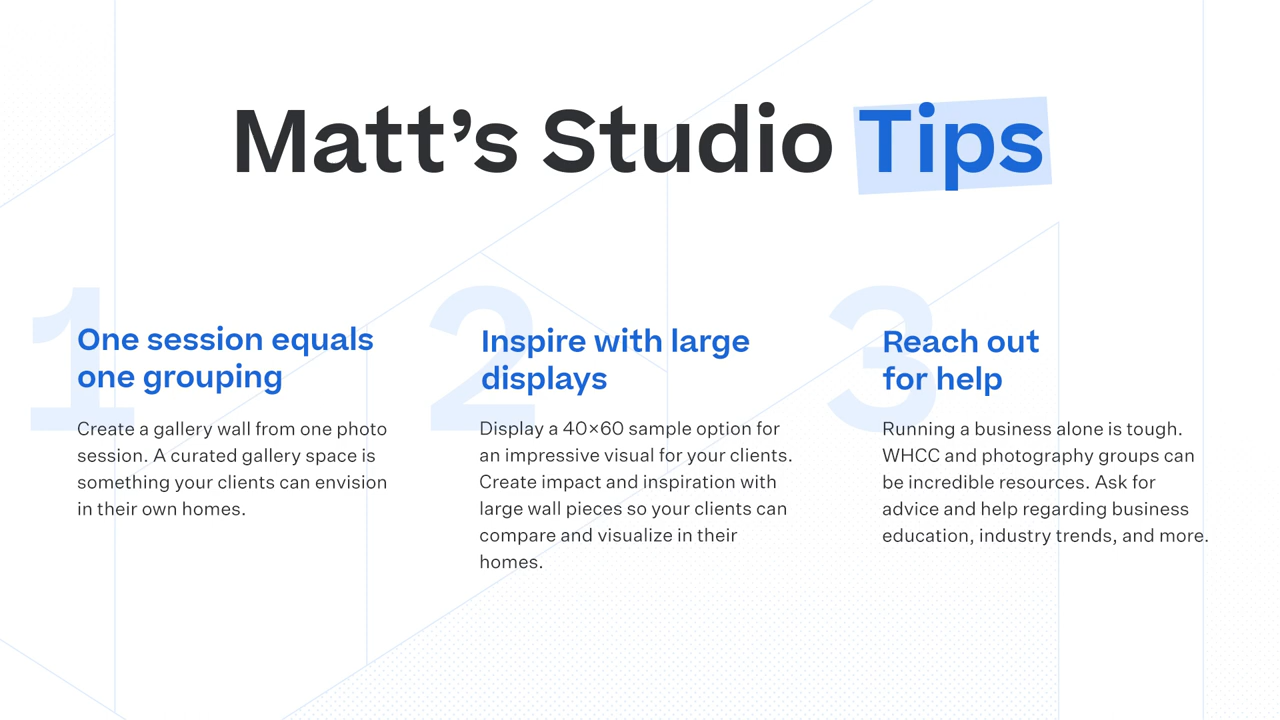 Matt’s Studio Tips
1
One session equals
one grouping
Create a gallery wall from one photo
session. A curated gallery space is
something your clients can envision
in their own homes.
2
Inspire with large
displays
Display a 40×60 sample option for
an impressive visual for your clients.
Create impact and inspiration with
large wall pieces so your clients can
compare and visualize in their
homes.
3
Reach out
for help
Running a business alone is tough.
WHCC and photography groups can
be incredible resources. Ask for
advice and help regarding business
education, industry trends, and more.